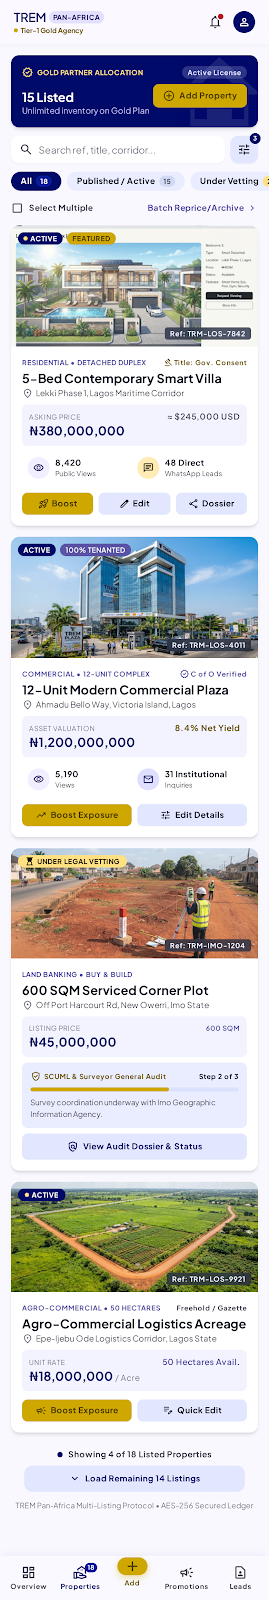 TREM PAN-AFRICA
Tier-1 Gold Agency
GOLD PARTNER ALLOCATION
Active License
15 Listed
Unlimited inventory on Gold Plan
Add Property
Search ref, title, corridor...
3
All 18
Published / Active 15
Under Vetting
Select Multiple
Batch Reprice/Archive
ACTIVE
FEATURED
Request Viewing
Ref: TRM-LOS-7842
RESIDENTIAL • DETACHED DUPLEX
Title: Gov. Consent
5-Bed Contemporary Smart Villa
Lekki Phase 1, Lagos Maritime Corridor
ASKING PRICE
≈ $245,000 USD
₦380,000,000
8,420
Public Views
48 Direct
WhatsApp Leads
Boost
Edit
Dossier
ACTIVE
100% TENANTED
TREM
PLAZA
Ref: TRM-LOS-4011
COMMERCIAL • 12-UNIT COMPLEX
C of O Verified
12-Unit Modern Commercial Plaza
Ahmadu Bello Way, Victoria Island, Lagos
ASSET VALUATION
8.4% Net Yield
₦1,200,000,000
5,190
Views
31 Institutional
Inquiries
Boost Exposure
Edit Details
UNDER LEGAL VETTING
Ref: TRM-IMO-1204
LAND BANKING • BUY & BUILD
600 SQM Serviced Corner Plot
Off Port Harcourt Rd, New Owerri, Imo State
LISTING PRICE
600 SQM
₦45,000,000
SCUML & Surveyor General Audit
Step 2 of 3
Survey coordination underway with Imo Geographic
Information Agency.
View Audit Dossier & Status
ACTIVE
Ref: TRM-LOS-9921
AGRO-COMMERCIAL • 50 HECTARES
Freehold / Gazette
Agro-Commercial Logistics Acreage
Epe-Ijebu Ode Logistics Corridor, Lagos State
UNIT RATE
50 Hectares Avail.
₦18,000,000 / Acre
Boost Exposure
Quick Edit
Showing 4 of 18 Listed Properties
Load Remaining 14 Listings
TREM Pan-Africa Multi-Listing Protocol • AES-256 Secured Ledger
18
Overview
Properties
Add
Promotions
Leads